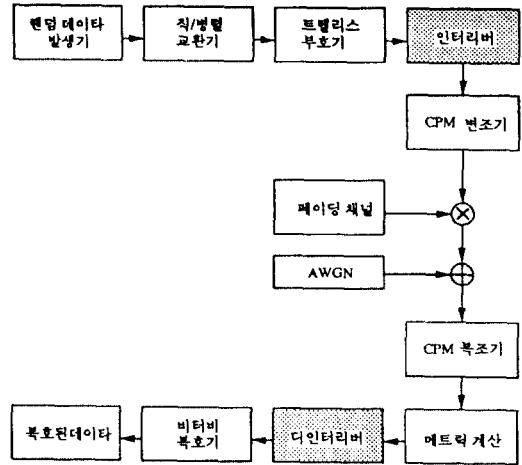 랜덤 데이타
발생기
직/병렬
교환기
트렐리스
부호기
인터리버
CPM 변조기
페이딩 채널
AWGN
CPM 복조기
메트릭 계산
디인터리버
비터비
복호기
복호된데이타